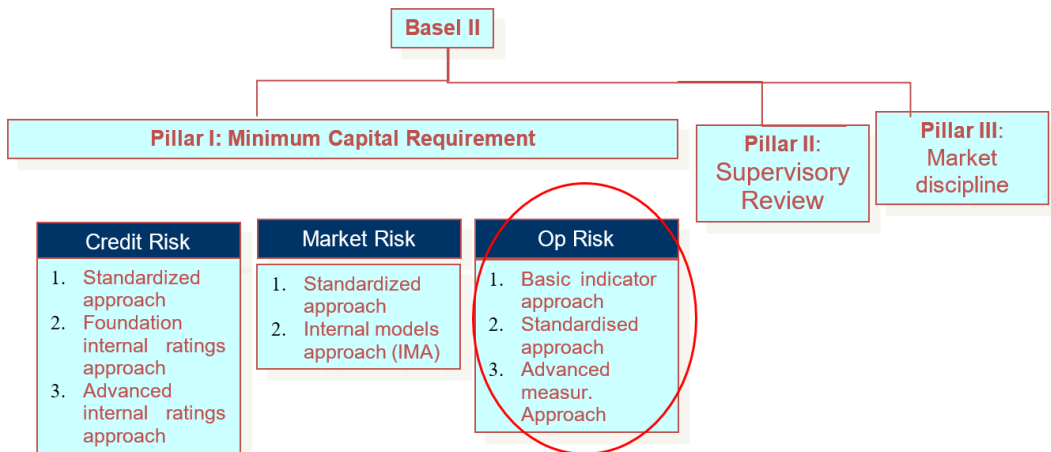 Basel II
Pillar I: Minimum Capital Requirement
Pillar II:
Supervisory
Review
Pillar III:
Market
discipline
Credit Risk
1. Standardized
approach
2. Foundation
internal ratings
approach
3. Advanced
internal ratings
approach
Market Risk
1. Standardized
approach
2. Internal models
approach (IMA)
Op Risk
1. Basic indicator
approach
2. Standardised
approach
3. Advanced
measur.
Approach